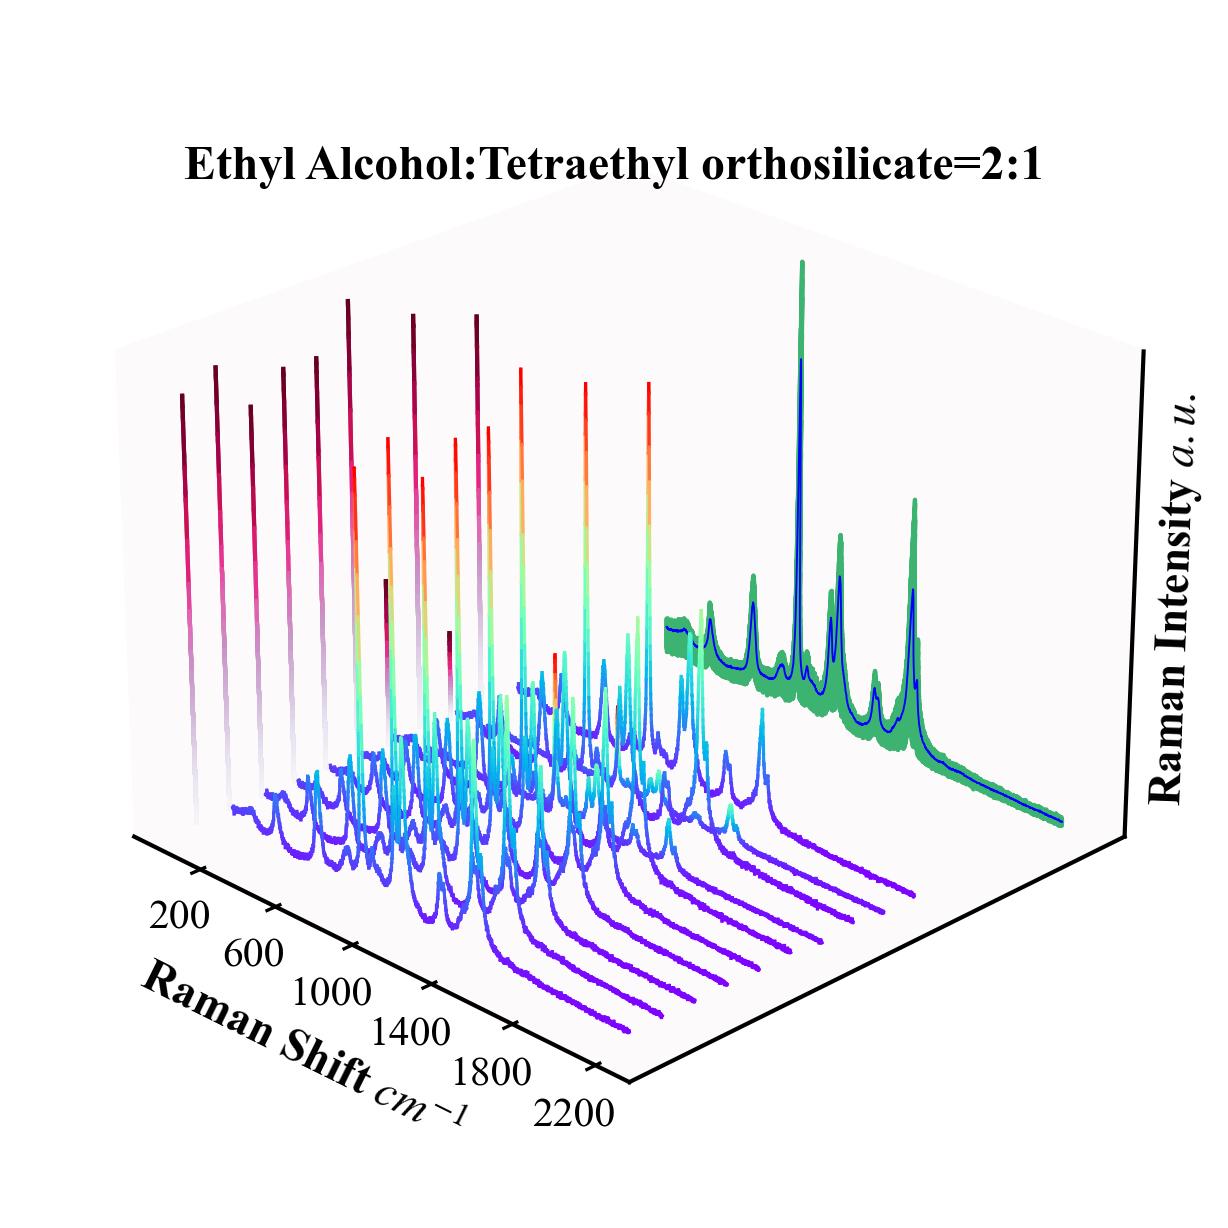 Ethyl Alcohol:Tetraethyl orthosilicate=2:1
Raman Intensity a.u.
200
600
1000
1400
1800
2200
Raman Shift cm⁻¹